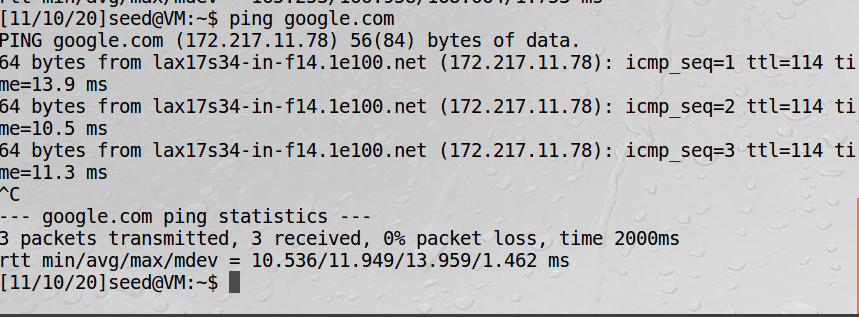 [11/10/20]seed@VM:~$ ping google.com
PING google.com (172.217.11.78) 56(84) bytes of data.
64 bytes from lax17s34-in-f14.1e100.net (172.217.11.78): icmp_seq=1 ttl=114 ti
me=13.9 ms
64 bytes from lax17s34-in-f14.1e100.net (172.217.11.78): icmp_seq=2 ttl=114 ti
me=10.5 ms
64 bytes from lax17s34-in-f14.1e100.net (172.217.11.78): icmp_seq=3 ttl=114 ti
me=11.3 ms
^C
--- google.com ping statistics ---
3 packets transmitted, 3 received, 0% packet loss, time 2000ms
rtt min/avg/max/mdev = 10.536/11.949/13.959/1.462 ms
[11/10/20]seed@VM:~$